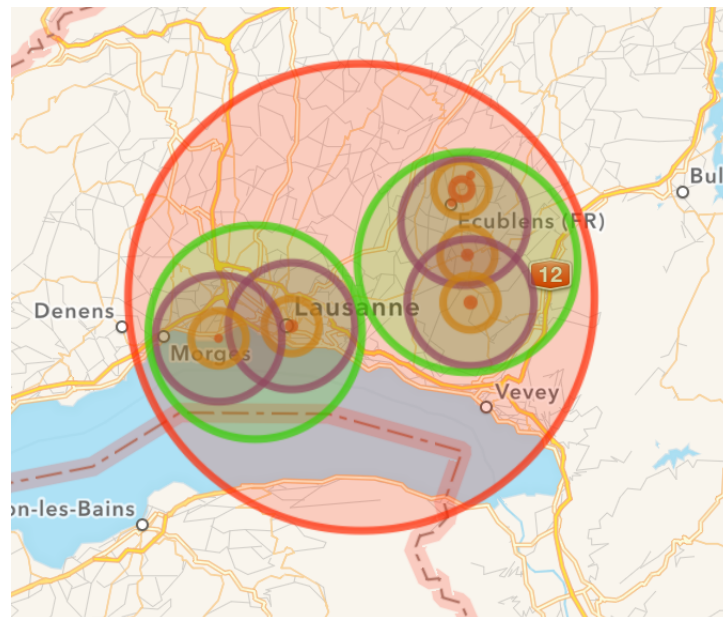 Bul
Ecublens (FR)
12
Lausanne
Denens
Morges
Vevey
on-les-Bains